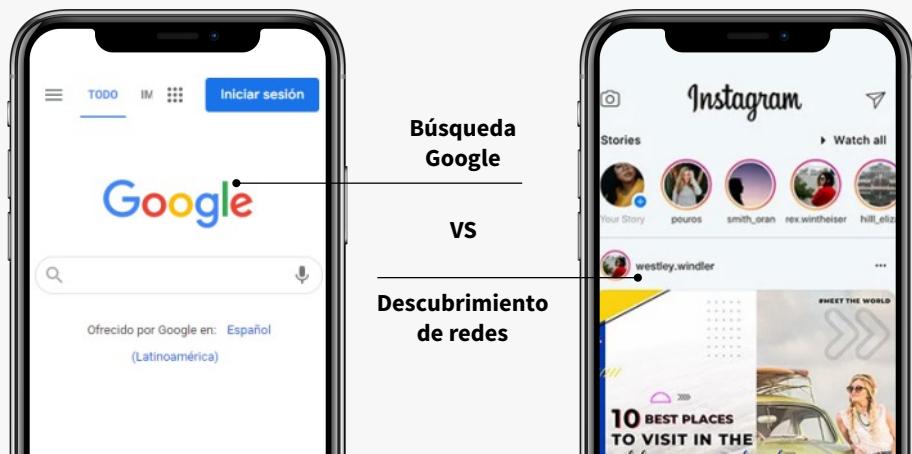 TODO
IM
Iniciar sesión
Google
Ofrecido por Google en: Español
(Latinoamérica)
Búsqueda
Google
VS
Descubrimiento
de redes
Instagram
Stories
Watch all
Your Story
pouros
smith_oran
rex.wintheiser
hilll_eliz
westley.windler
#MEET THE WORLD
10 BEST PLACES
TO VISIT IN THE